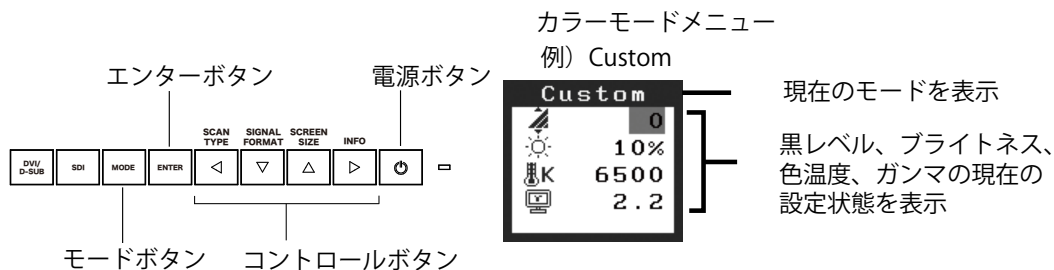 カラーモードメニュー
例）Custom
エンターボタン
電源ボタン
Custom
現在のモードを表示
0
10%
K 6500
2.2
黒レベル、ブライトネス、
色温度、ガンマの現在の
設定状態を表示
SCAN TYPE
SIGNAL FORMAT
SCREEN SIZE
INFO
DVI/
D-SUB
SDI
MODE
ENTER
モードボタン
コントロールボタン